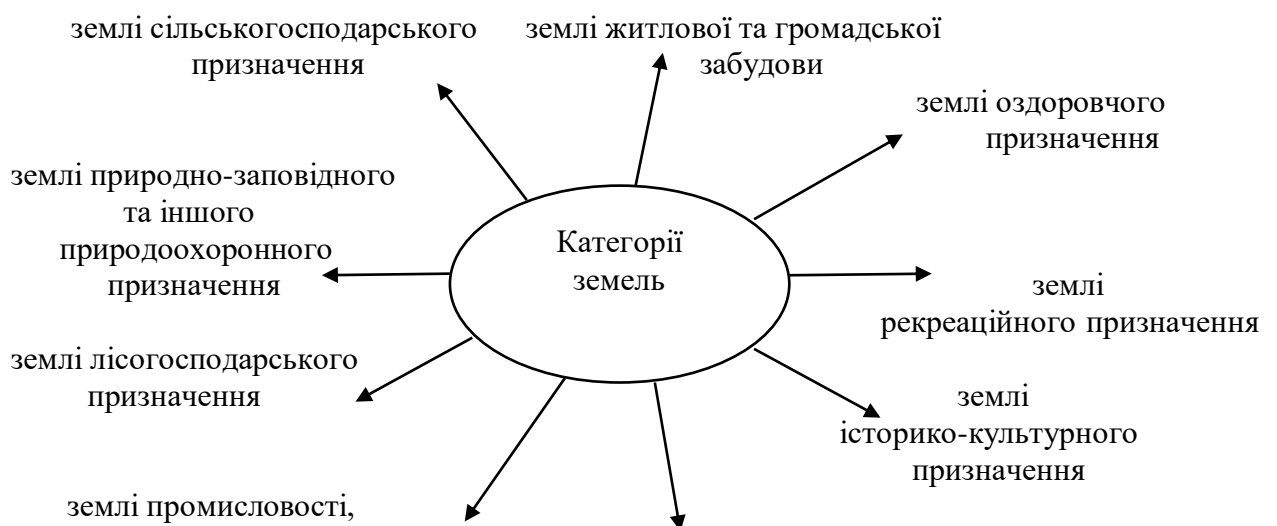 землі сільськогосподарського
призначення
землі житлової та громадської
забудови
землі оздоровчого
призначення
землі природно-заповідного
та іншого
природоохоронного
призначення
Категорії
земель
землі
рекреаційного призначення
землі лісогосподарського
призначення
землі
історико-культурного
призначення
землі промисловості,